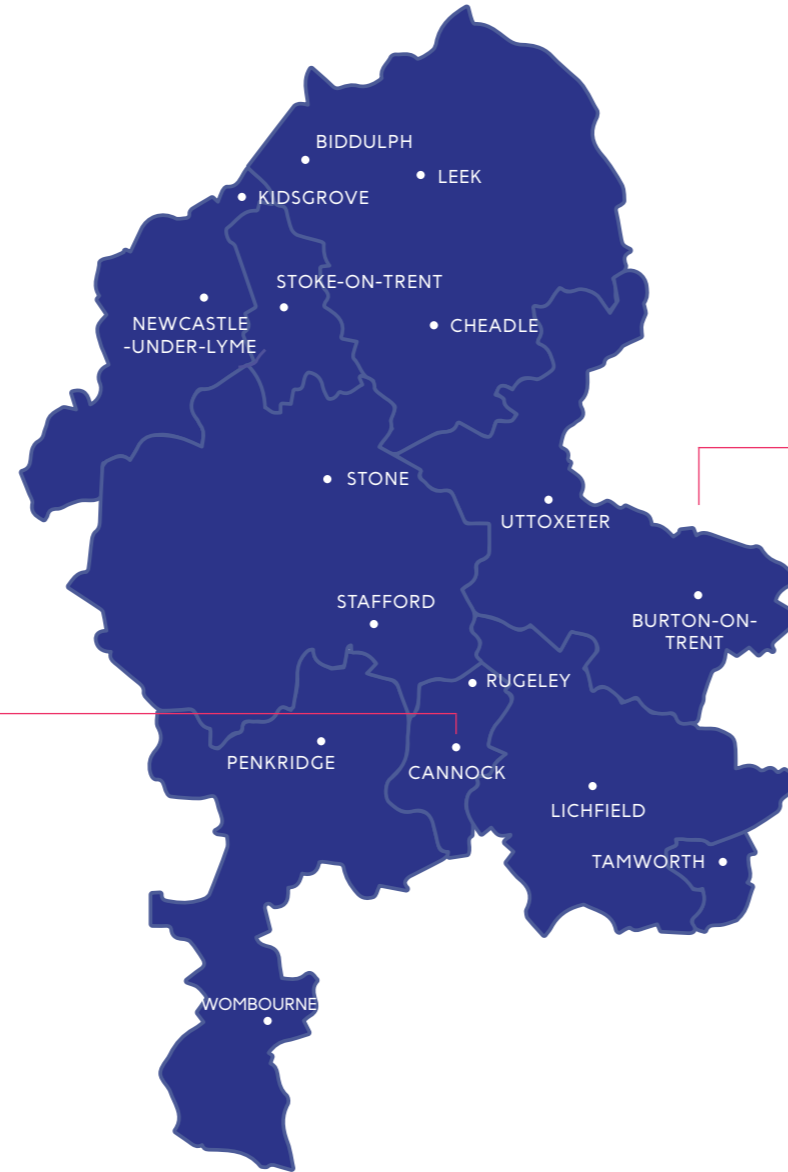 BIDDULPH
LEEK
KIDSGROVE
STOKE-ON-TRENT
NEWCASTLE
-UNDER-LYME
CHEADLE
STONE
UTTOXETER
STAFFORD
BURTON-ON-
TRENT
RUGELEY
PENKRIDGE
CANNOCK
LICHFIELD
TAMWORTH
WOMBOURNE